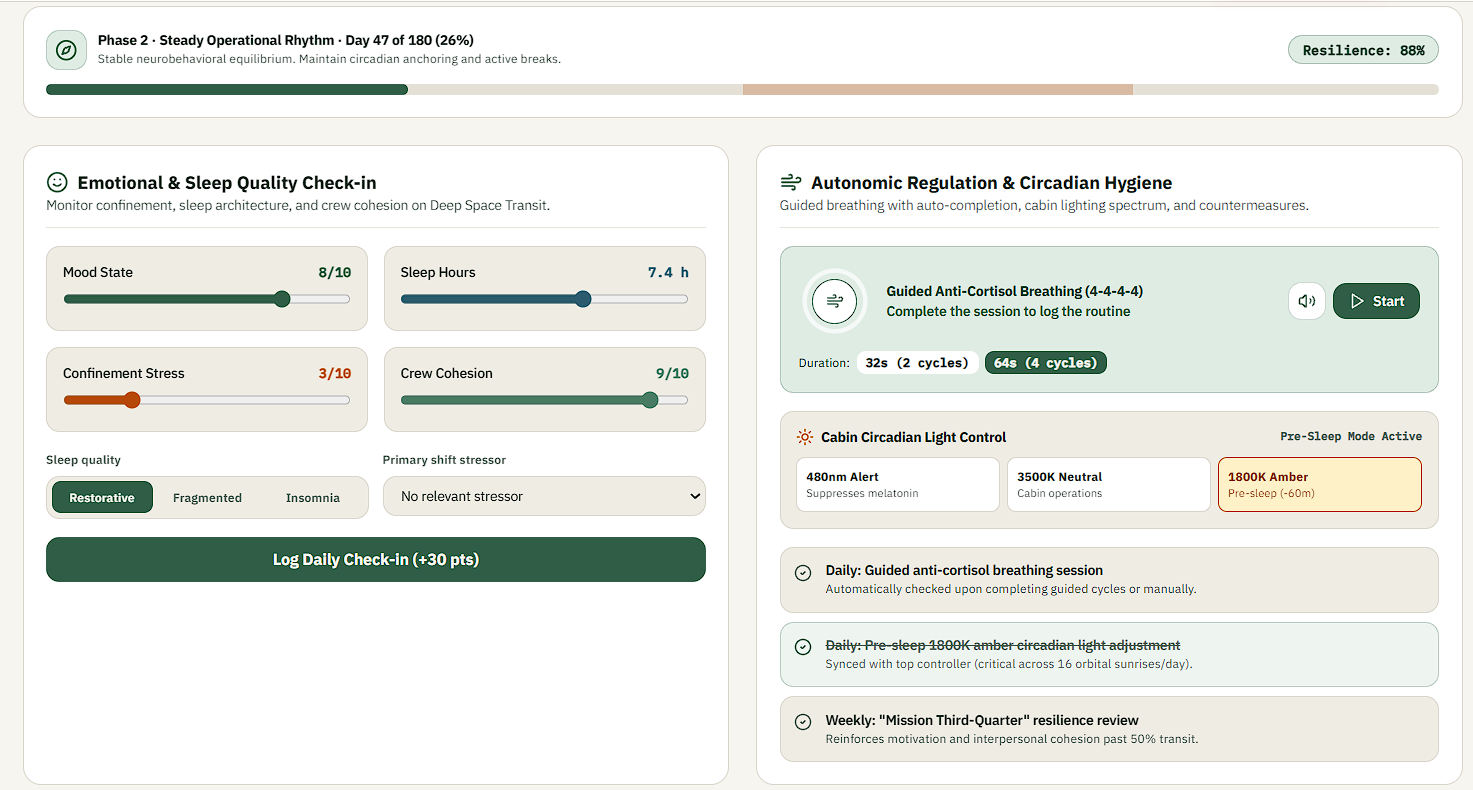 Phase 2 · Steady Operational Rhythm · Day 47 of 180 (26%)
Stable neurobehavioral equilibrium. Maintain circadian anchoring and active breaks.
Resilience: 88%
Emotional & Sleep Quality Check-in
Monitor confinement, sleep architecture, and crew cohesion on Deep Space Transit.
Mood State 8/10
Sleep Hours 7.4 h
Confinement Stress 3/10
Crew Cohesion 9/10
Sleep quality
Restorative Fragmented Insomnia
Primary shift stressor
No relevant stressor
Log Daily Check-in (+30 pts)
Autonomic Regulation & Circadian Hygiene
Guided breathing with auto-completion, cabin lighting spectrum, and countermeasures.
Guided Anti-Cortisol Breathing (4-4-4-4)
Complete the session to log the routine
Start
Duration: 32s (2 cycles) 64s (4 cycles)
Cabin Circadian Light Control
Pre-Sleep Mode Active
480nm Alert
Suppresses melatonin
3500K Neutral
Cabin operations
1800K Amber
Pre-sleep (-60m)
Daily: Guided anti-cortisol breathing session
Automatically checked upon completing guided cycles or manually.
Daily: Pre-sleep 1800K amber circadian light adjustment
Synced with top controller (critical across 16 orbital sunrises/day).
Weekly: "Mission Third-Quarter" resilience review
Reinforces motivation and interpersonal cohesion past 50% transit.